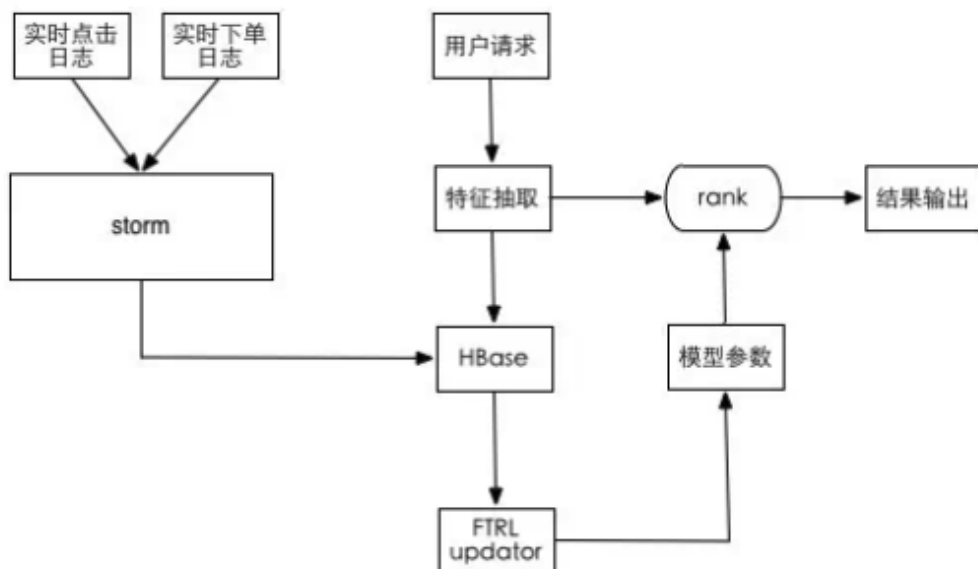 实时点击
日志
实时下单
日志
用户请求
storm
特征抽取
rank
结果输出
HBase
模型参数
FTRL
updator